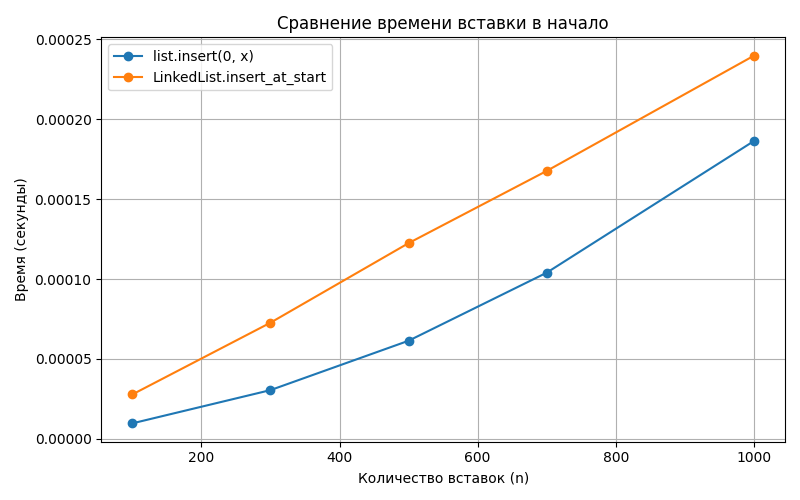 Сравнение времени вставки в начало
list.insert(0, x)
LinkedList.insert_at_start
Время (секунды)
0.00025
0.00020
0.00015
0.00010
0.00005
0.00000
200 400 600 800 1000
Количество вставок (n)